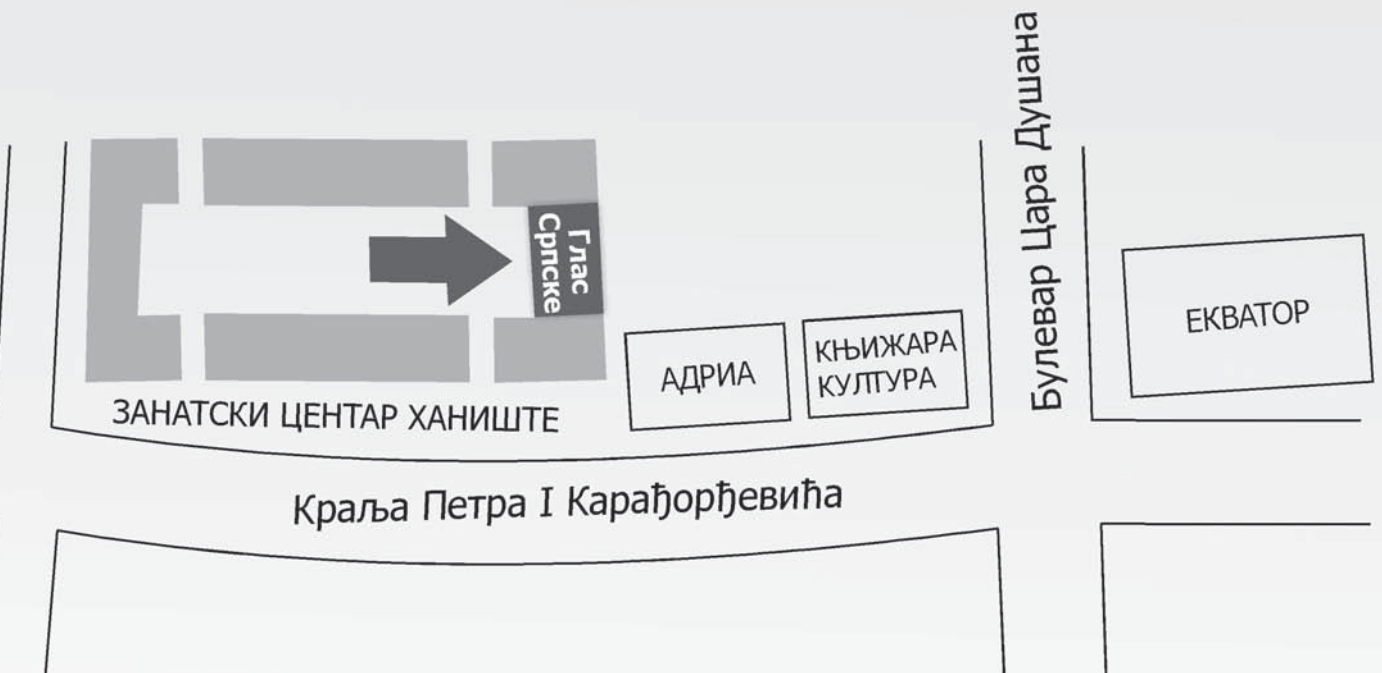 Булевар Цара Душана
Глас
Српске
ЕКВАТОР
КЊИЖАРА
КУЛТУРА
АДРИА
ЗАНАТСКИ ЦЕНТАР ХАНИШТЕ
Краља Петра I Карађорђевића